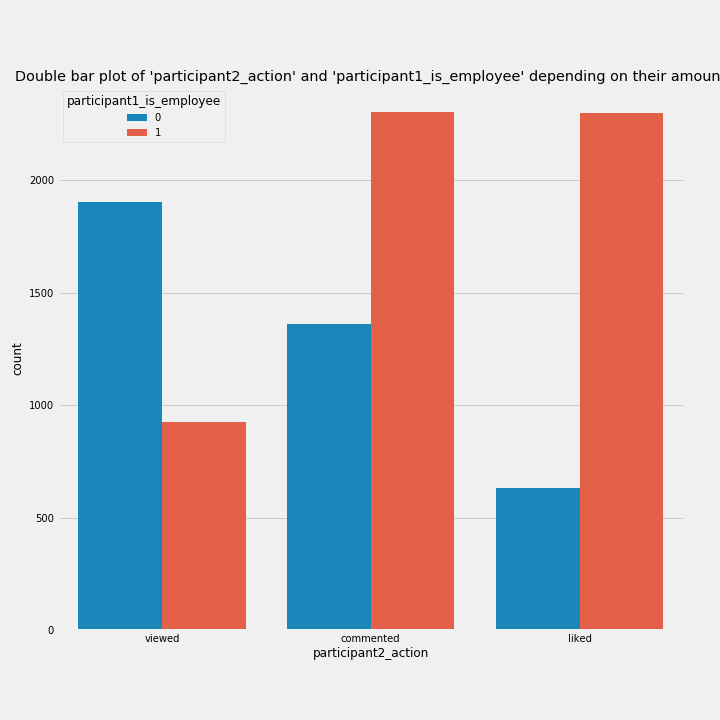 Double bar plot of 'participant2_action' and 'participant1_is_employee' depending on their amoun
participant1_is_employee
0
1
2000
1500
1000
500
0
count
viewed commented liked
participant2_action